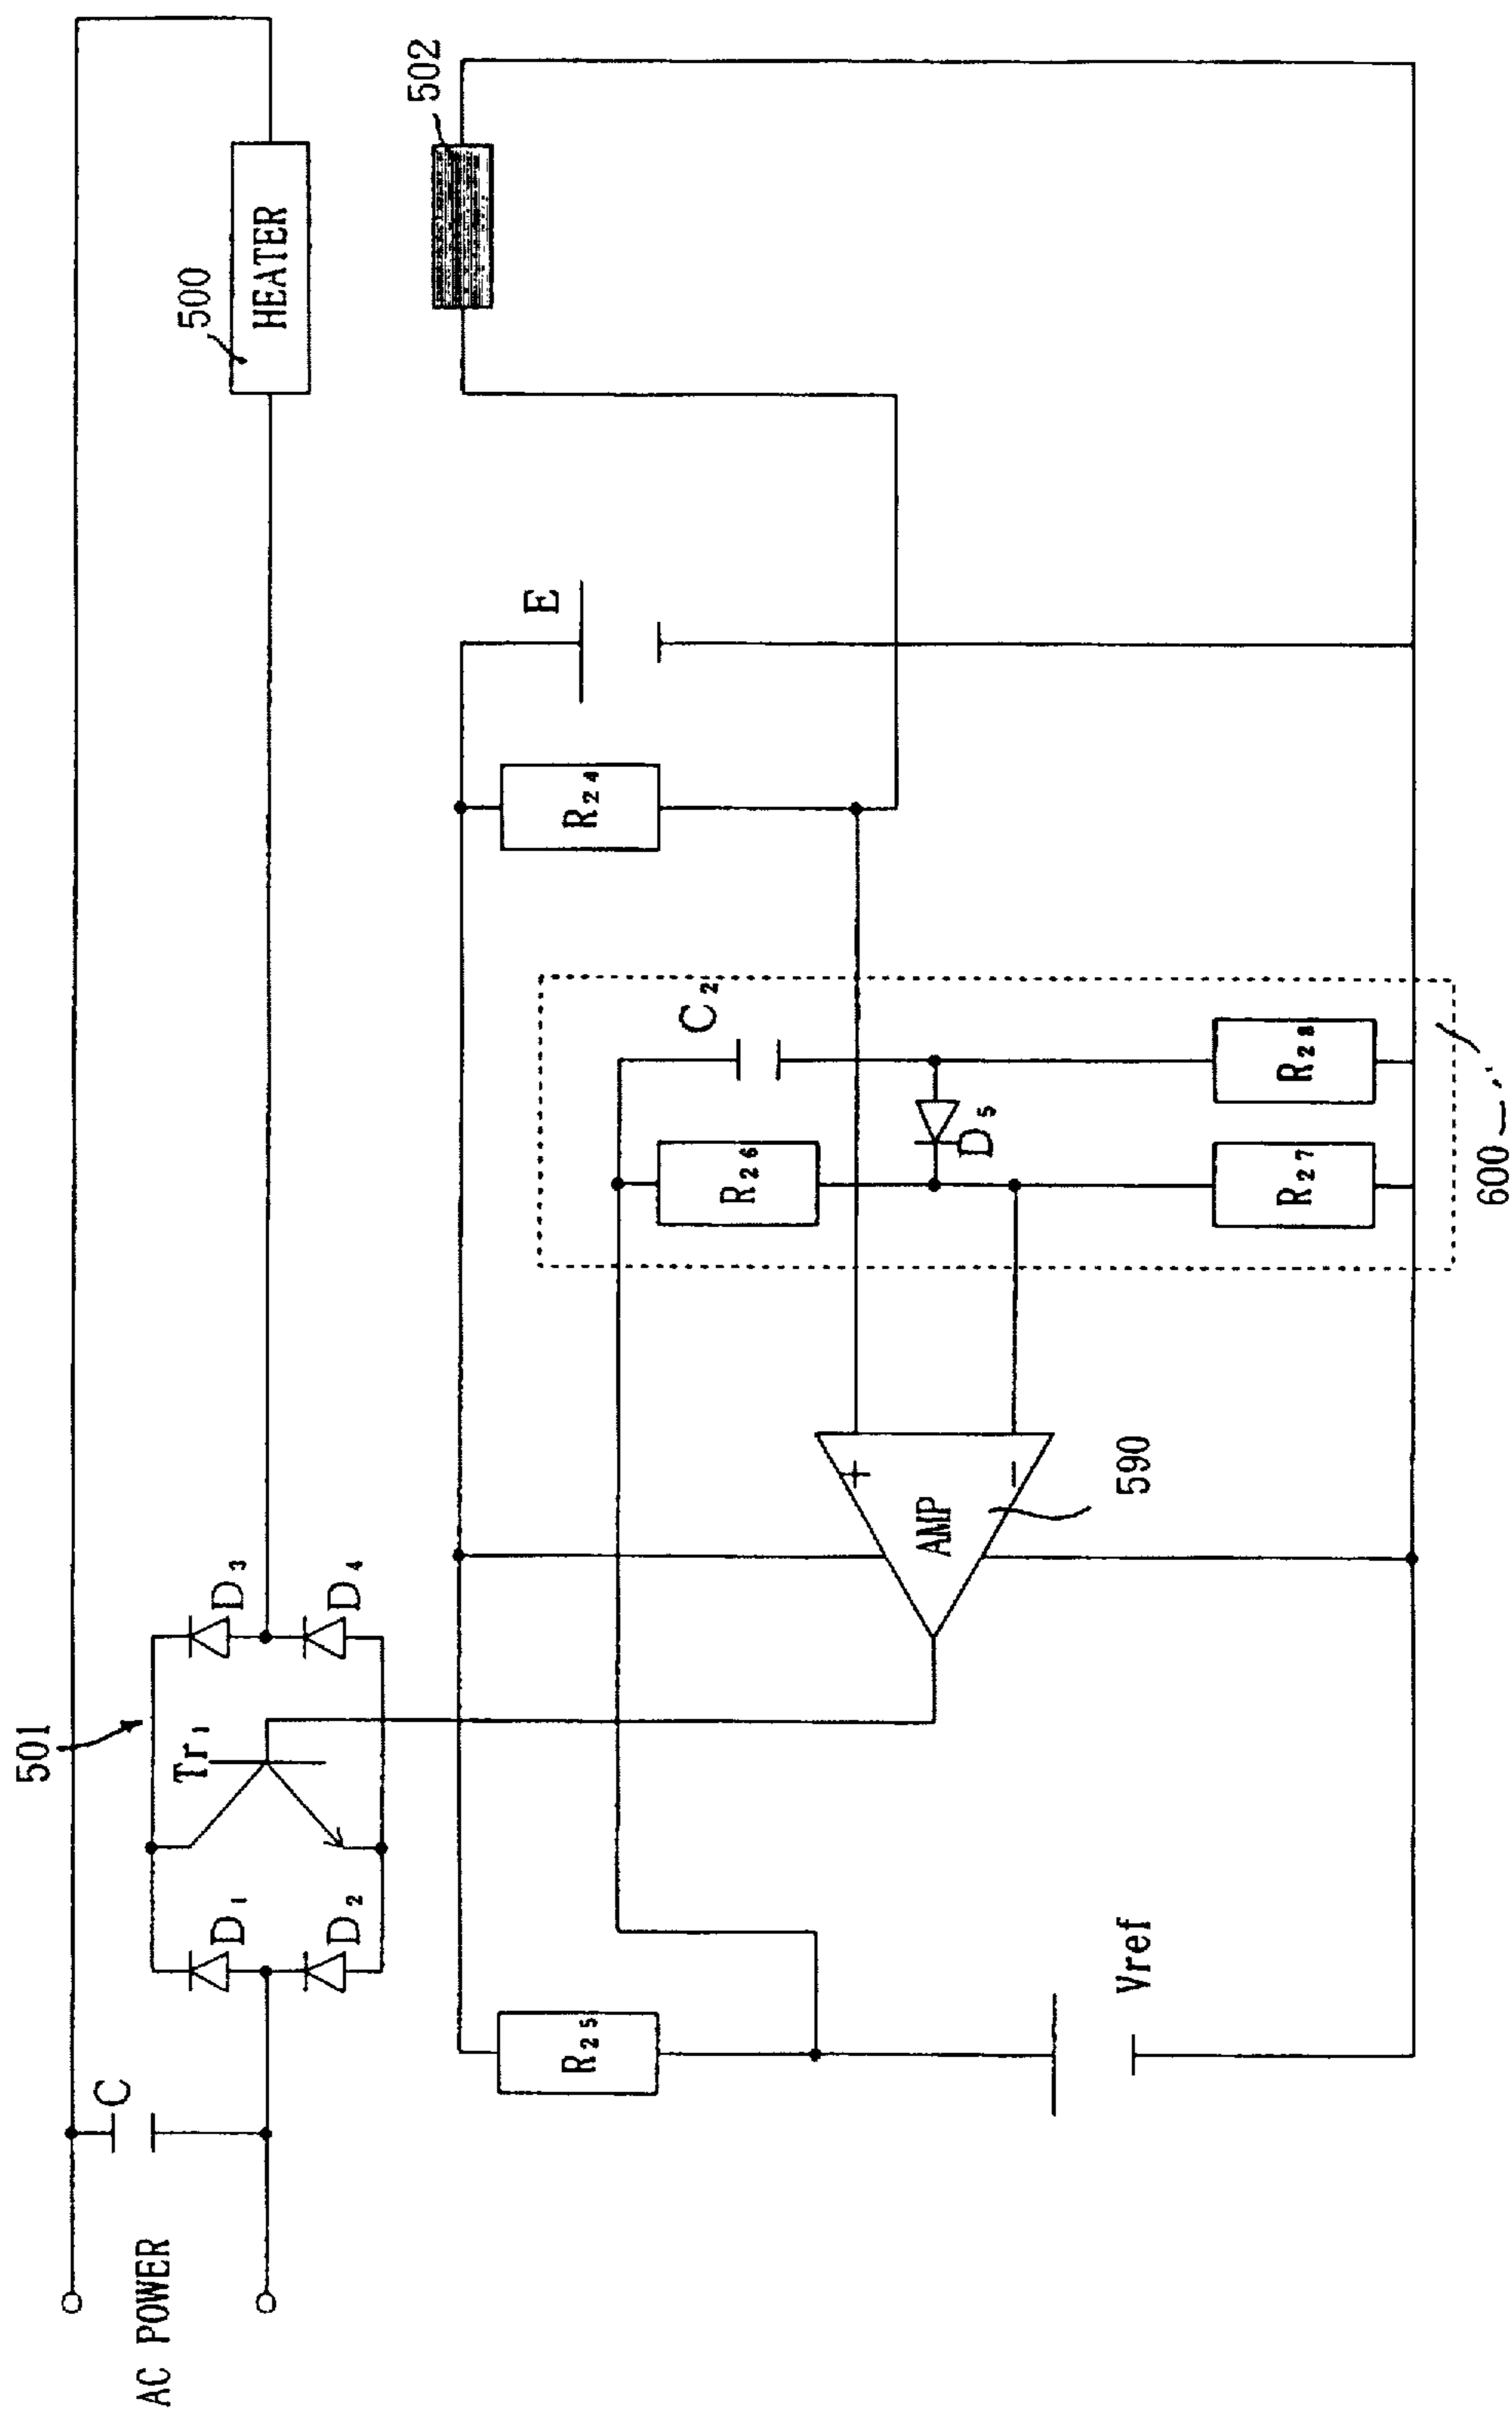 AC POWER
C
501
D₁
D₂
Tr₁
D₃
D₄
500
HEATER
502
R₂₅
Vref
AMP
+
−
590
R₂₆
R₂₇
D₅
C₂
R₂₈
600''
R₂₄
E